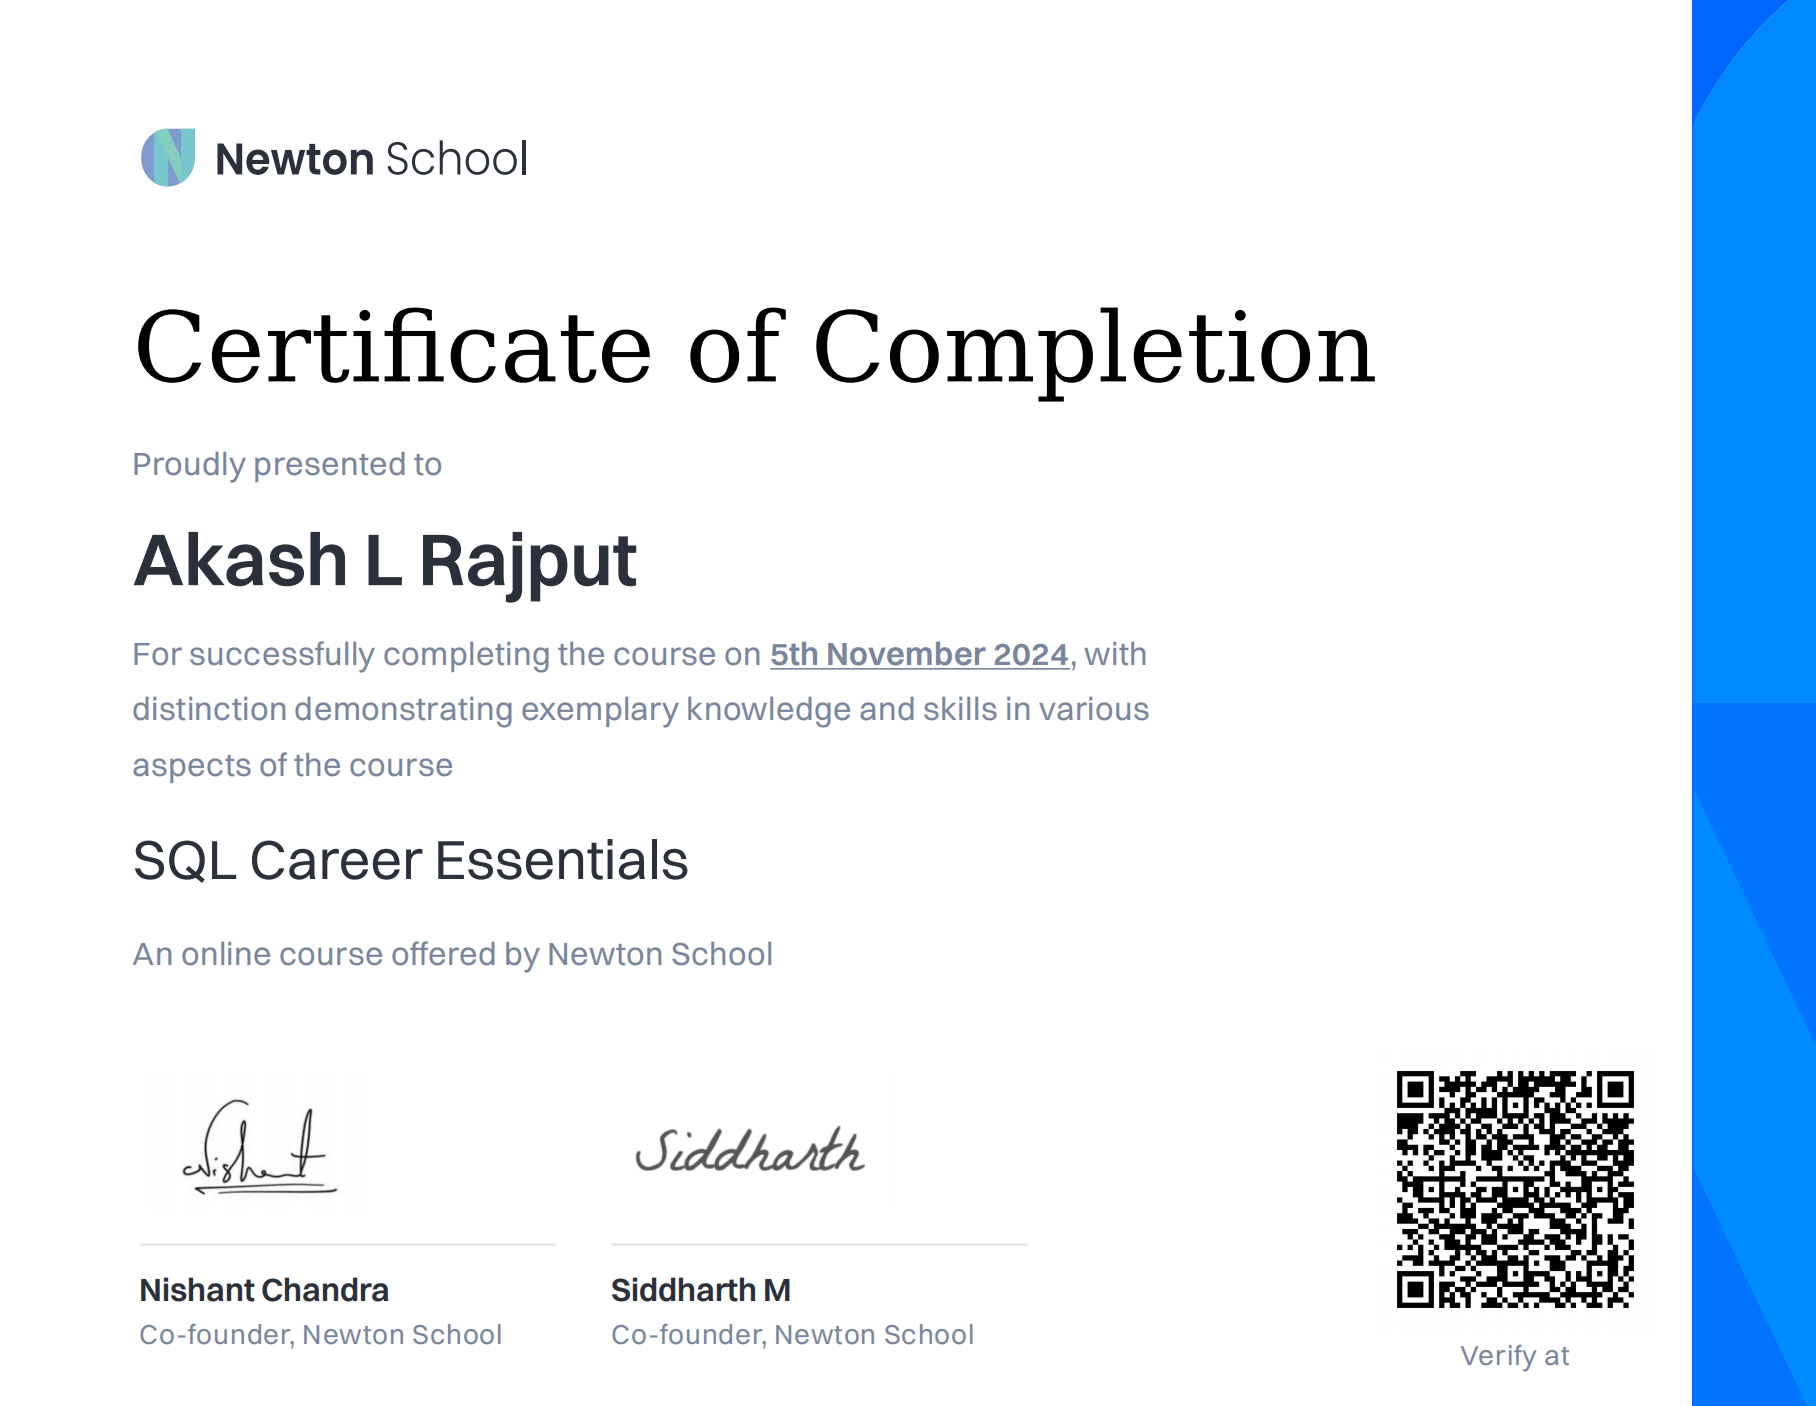 Newton School
Certificate of Completion
Proudly presented to
Akash L Rajput
For successfully completing the course on 5th November 2024, with
distinction demonstrating exemplary knowledge and skills in various
aspects of the course
SQL Career Essentials
An online course offered by Newton School
Nishant
Siddharth
Nishant Chandra
Siddharth M
Co-founder, Newton School
Co-founder, Newton School
Verify at